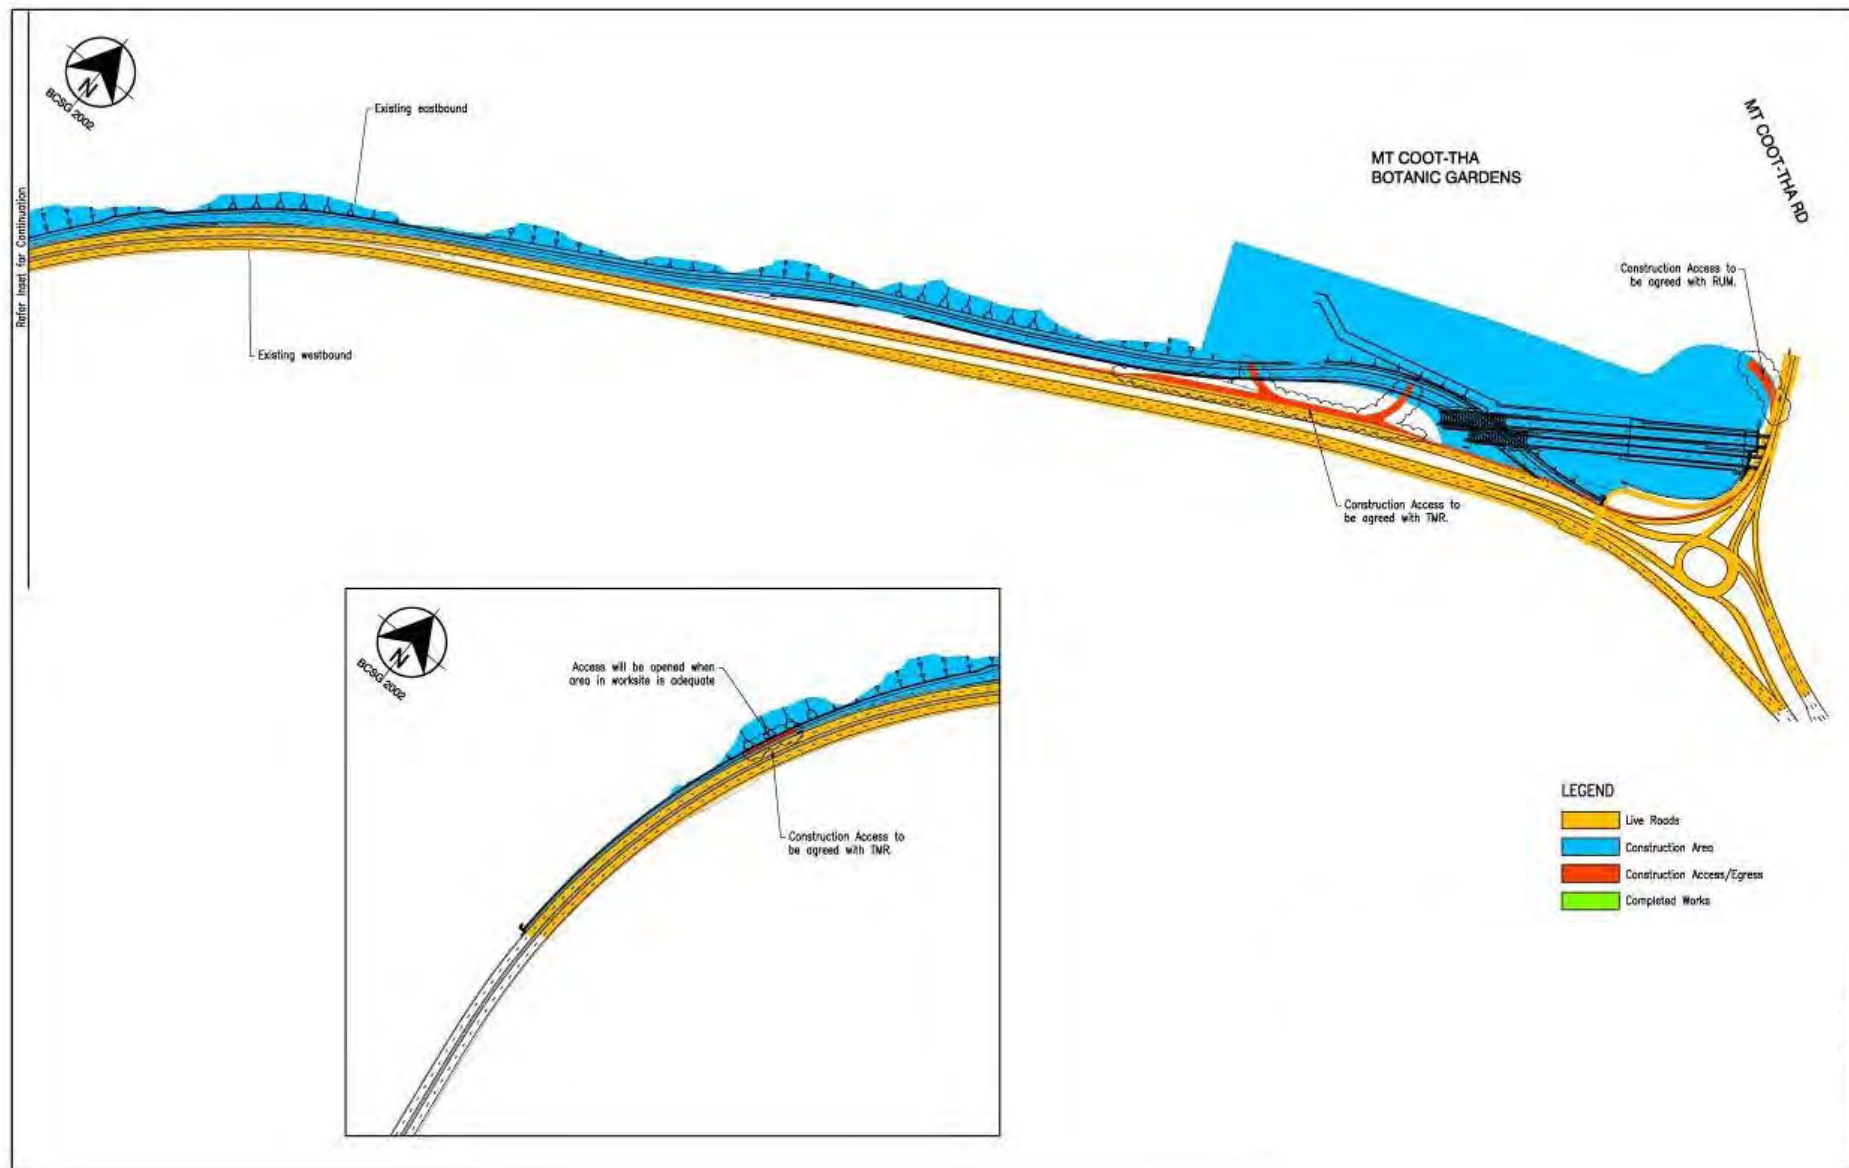 N
BCSG 2002
Existing eastbound
Refer Inset for Continuation
Existing westbound
MT COOT-THA
BOTANIC GARDENS
MT COOT-THA RD
Construction Access to
be agreed with RUM.
Construction Access to
be agreed with TMR.
N
BCSG 2002
Access will be opened when
area in worksite is adequate
Construction Access to
be agreed with TMR.
LEGEND
Live Roads
Construction Area
Construction Access/Egress
Completed Works